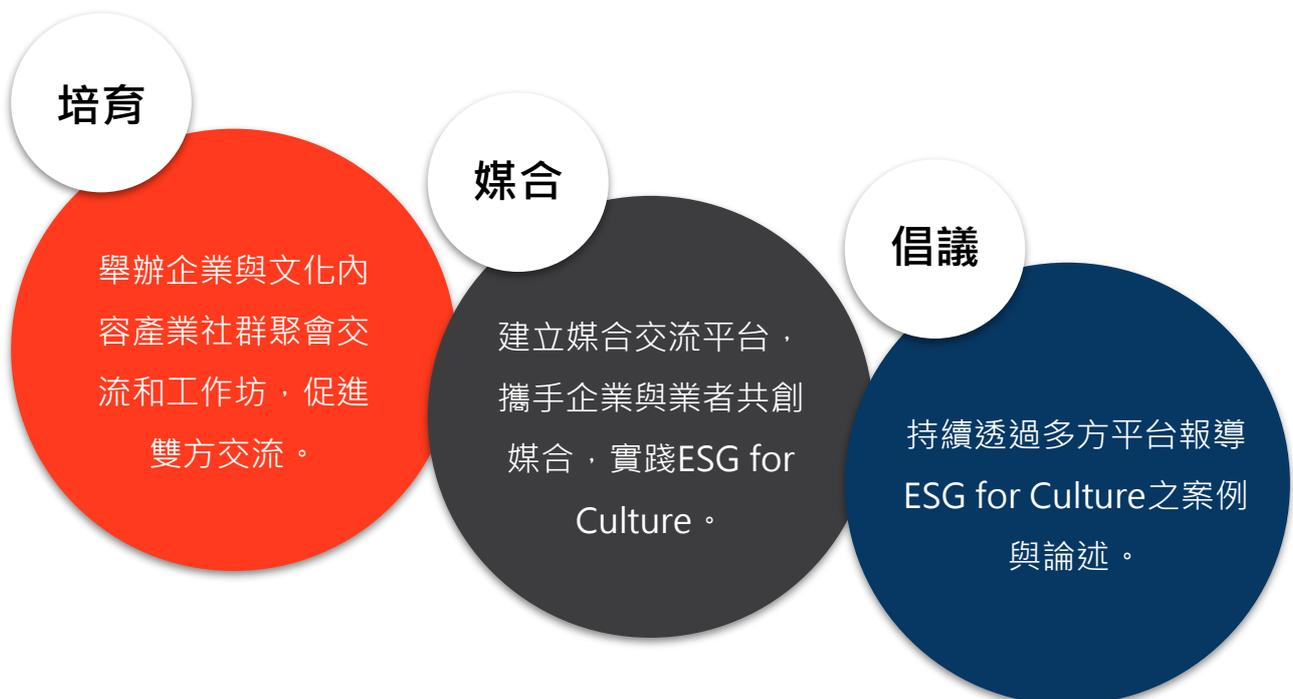 培育
舉辦企業與文化內
容產業社群聚會交
流和工作坊，促進
雙方交流。
媒合
建立媒合交流平台，
攜手企業與業者共創
媒合，實踐ESG for
Culture。
倡議
持續透過多方平台報導
ESG for Culture之案例
與論述。